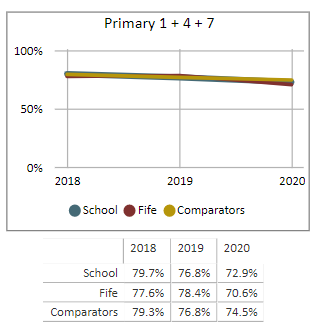 Primary 1 + 4 + 7
100%
50%
0%
2018 2019 2020
School Fife Comparators
2018 2019 2020
School 79.7% 76.8% 72.9%
Fife 77.6% 78.4% 70.6%
Comparators 79.3% 76.8% 74.5%